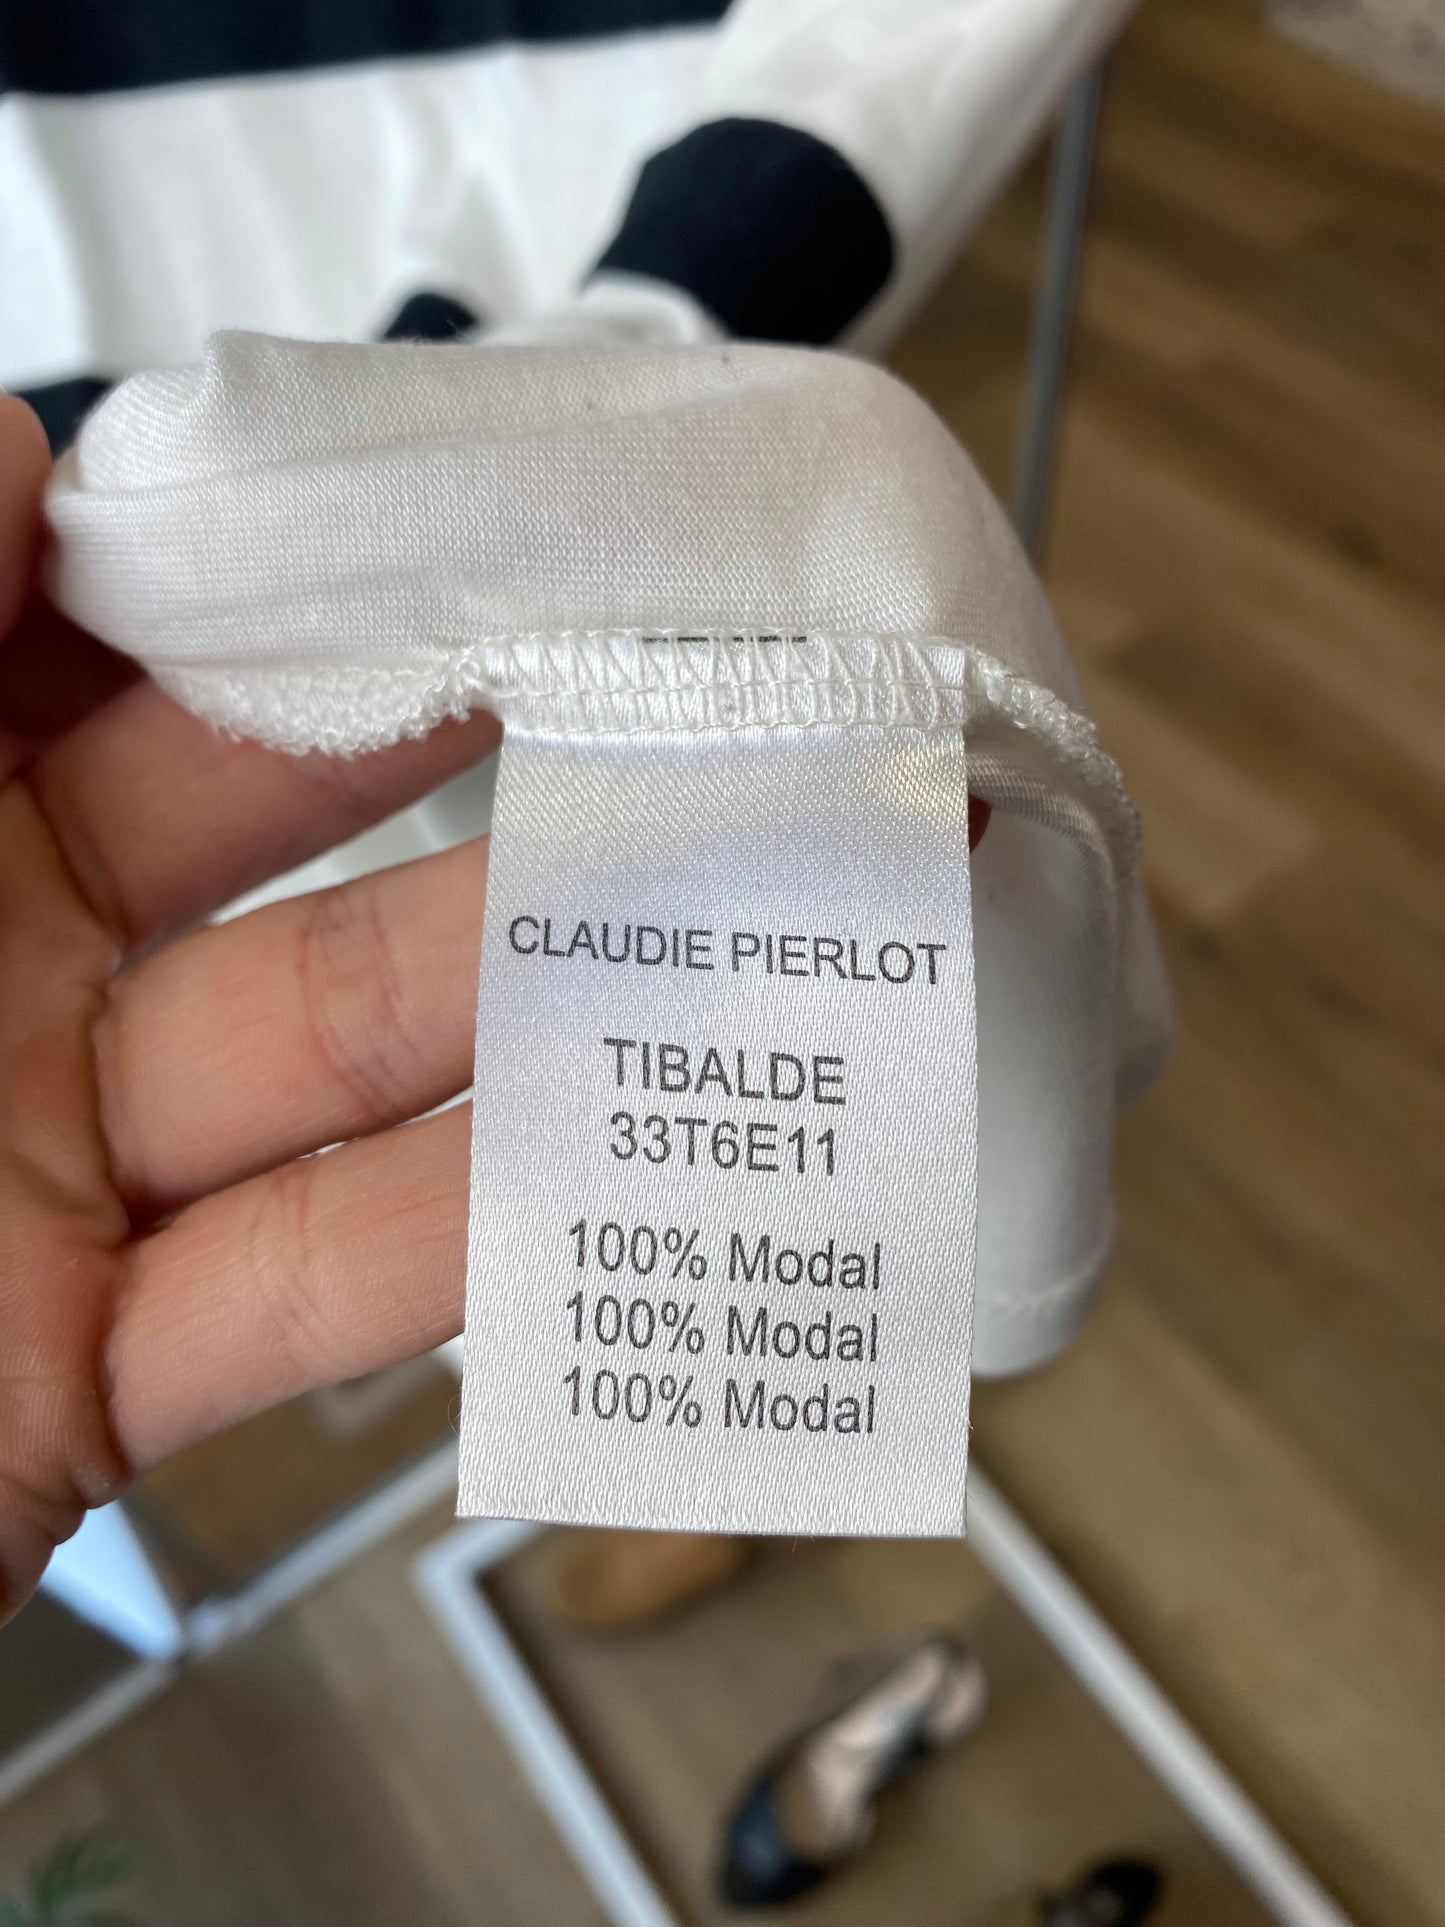 CLAUDIE PIERLOT
TIBALDE
33T6E11
100% Modal
100% Modal
100% Modal